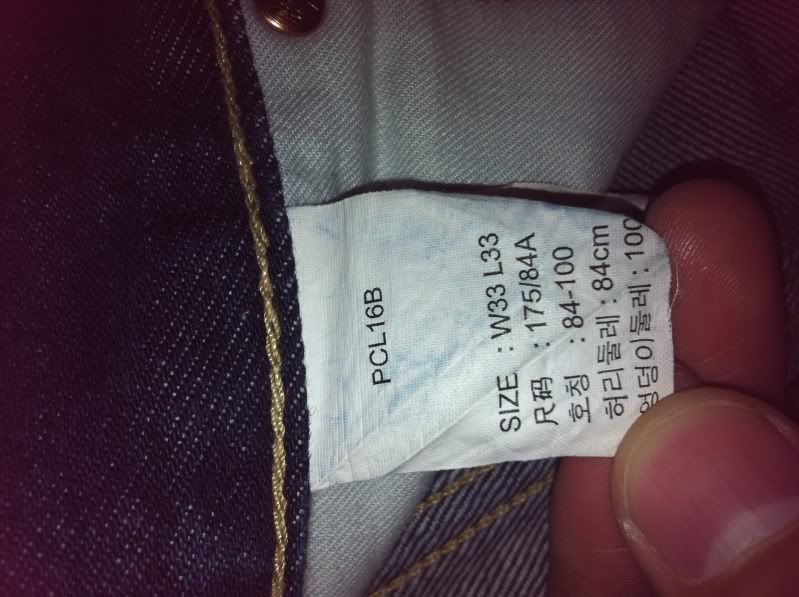 PCL16B
SIZE : W33 L33
尺码 : 175/84A
호칭 : 84-100
허리둘레 : 84cm
엉덩이둘레 : 100